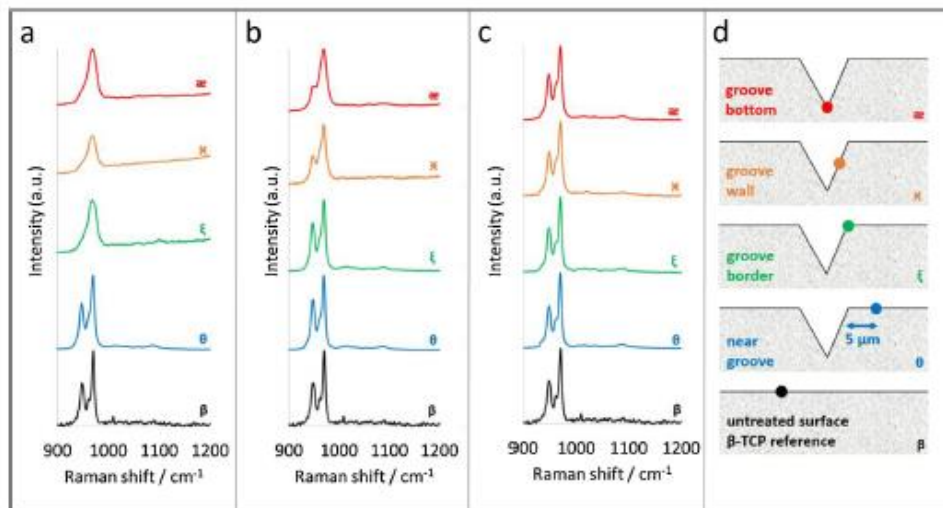 a
b
c
d
Intensity (a.u.)
æ
ϰ
ξ
θ
β
900 1000 1100 1200
Raman shift / cm-1
Intensity (a.u.)
æ
ϰ
ξ
θ
β
900 1000 1100 1200
Raman shift / cm-1
Intensity (a.u.)
æ
ϰ
ξ
θ
β
900 1000 1100 1200
Raman shift / cm-1
groove
bottom
æ
groove
wall
ϰ
groove
border
ξ
near
groove
5 µm
θ
untreated surface
β-TCP reference
β